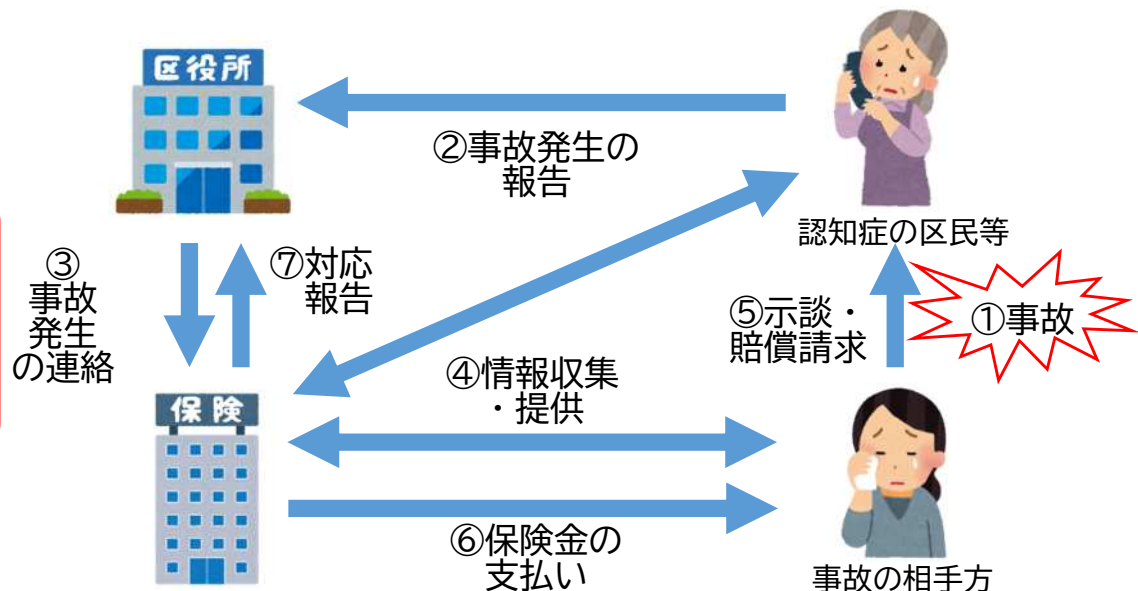 区役所
②事故発生の
報告
認知症の区民等
③
事故
発生
の連絡
⑦対応
報告
⑤示談・
賠償請求
①事故
④情報収集
・提供
保険
⑥保険金の
支払い
事故の相手方